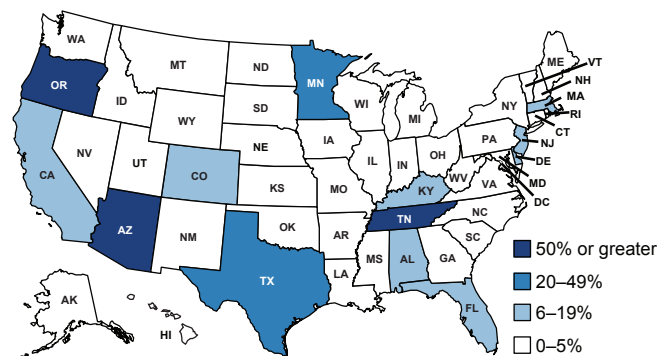 WA
ME
VT
MT
ND
MN
NH
OR
MA
ID
SD
WI
NY
RI
WY
MI
CT
IA
PA
NJ
NE
OH
NV
IL
IN
DE
UT
CA
CO
WV
MD
KS
MO
KY
VA
DC
TN
NC
AZ
OK
NM
AR
SC
50% or greater
MS
AL
GA
TX
LA
20–49%
AK
FL
6–19%
HI
0–5%